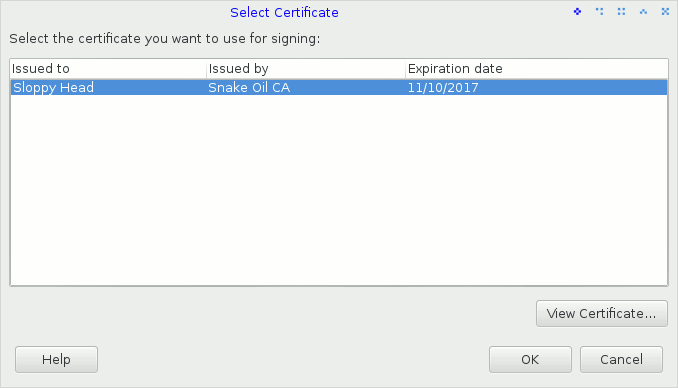 Select Certificate
Select the certificate you want to use for signing:
Issued to Issued by Expiration date
Sloppy Head Snake Oil CA 11/10/2017
View Certificate...
Help OK Cancel